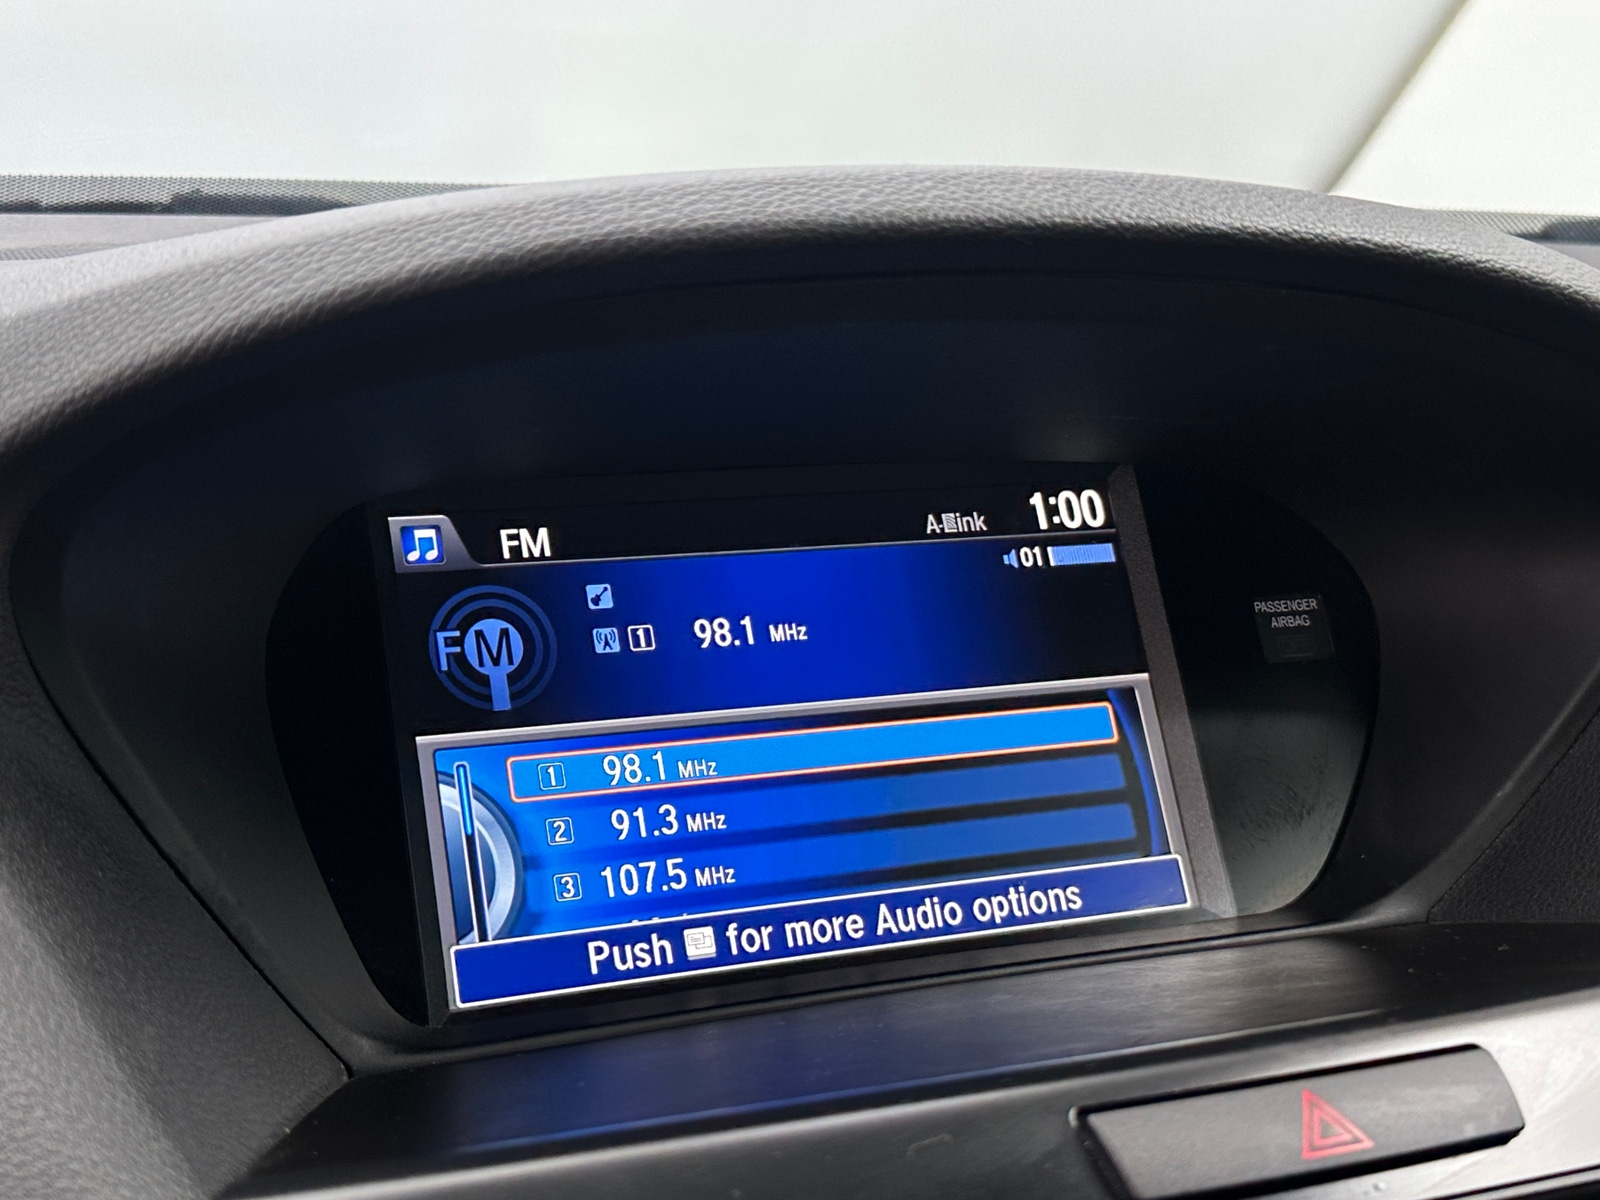 FM
A-Link
1:00
01
FM
1 98.1 MHz
1 98.1 MHz
2 91.3 MHz
3 107.5 MHz
Push for more Audio options
PASSENGER
AIRBAG